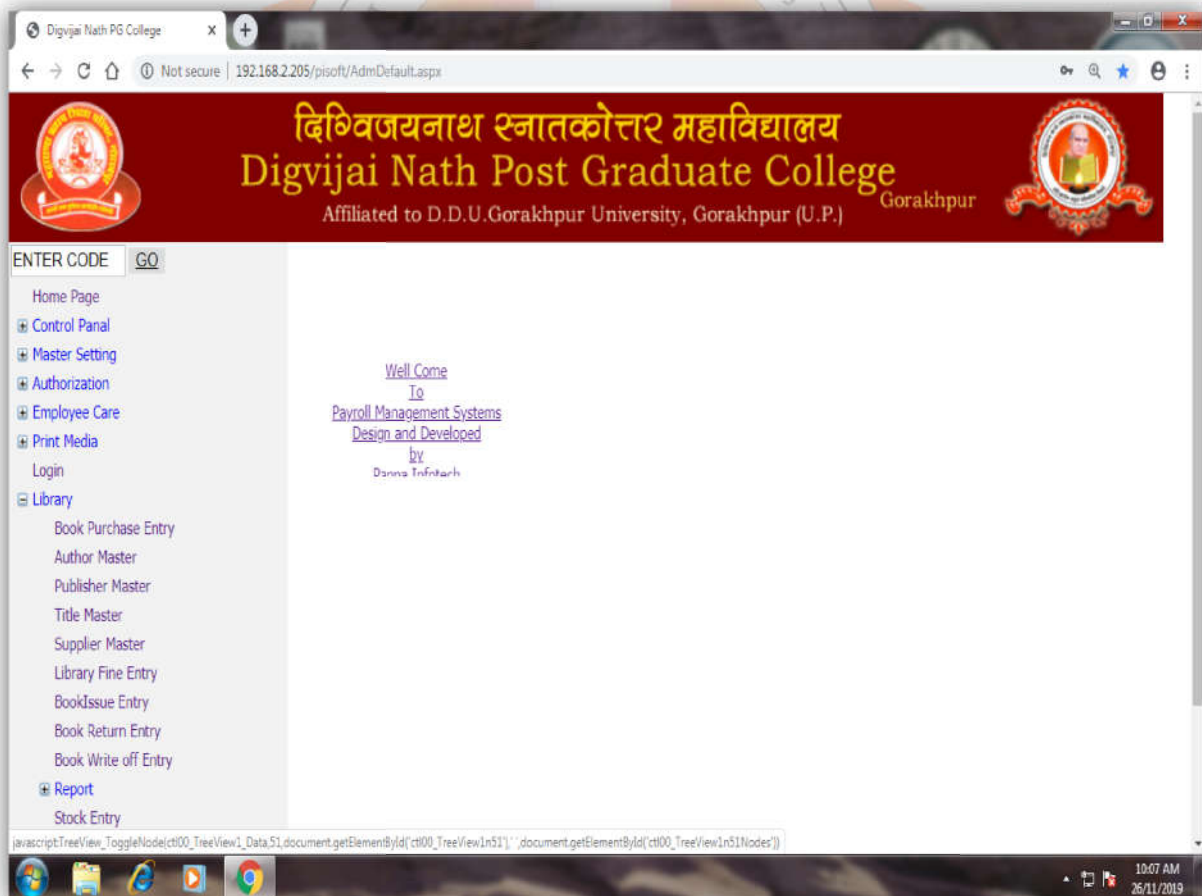 Digvijai Nath PG College
Not secure | 192.168.2.205/pisoft/AdmDefault.aspx
दिग्विजयनाथ स्नातकोत्तर महाविद्यालय
Digvijai Nath Post Graduate College
Gorakhpur
Affiliated to D.D.U.Gorakhpur University, Gorakhpur (U.P.)
ENTER CODE GO
Home Page
Control Panal
Master Setting
Authorization
Employee Care
Print Media
Login
Library
Book Purchase Entry
Author Master
Publisher Master
Title Master
Supplier Master
Library Fine Entry
BookIssue Entry
Book Return Entry
Book Write off Entry
Report
Stock Entry
Well Come
To
Payroll Management Systems
Design and Developed
by
Infotech
javascript:TreeView_ToggleNode(ctl00_TreeView1_Data,51,document.getElementById('ctl00_TreeView1n51'),' ',document.getElementById('ctl00_TreeView1n51Nodes'))
10:07 AM
26/11/2019